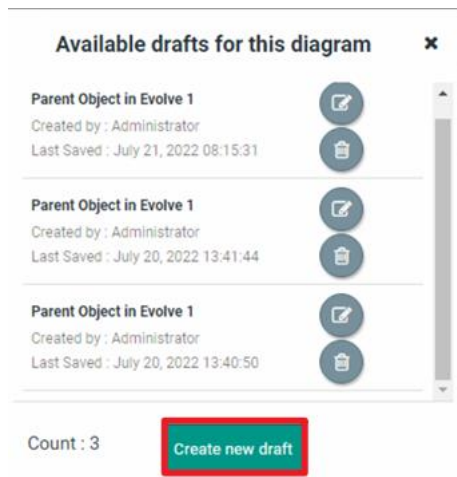 Available drafts for this diagram
Parent Object in Evolve 1
Created by : Administrator
Last Saved : July 21, 2022 08:15:31
Parent Object in Evolve 1
Created by : Administrator
Last Saved : July 20, 2022 13:41:44
Parent Object in Evolve 1
Created by : Administrator
Last Saved : July 20, 2022 13:40:50
Count : 3
Create new draft